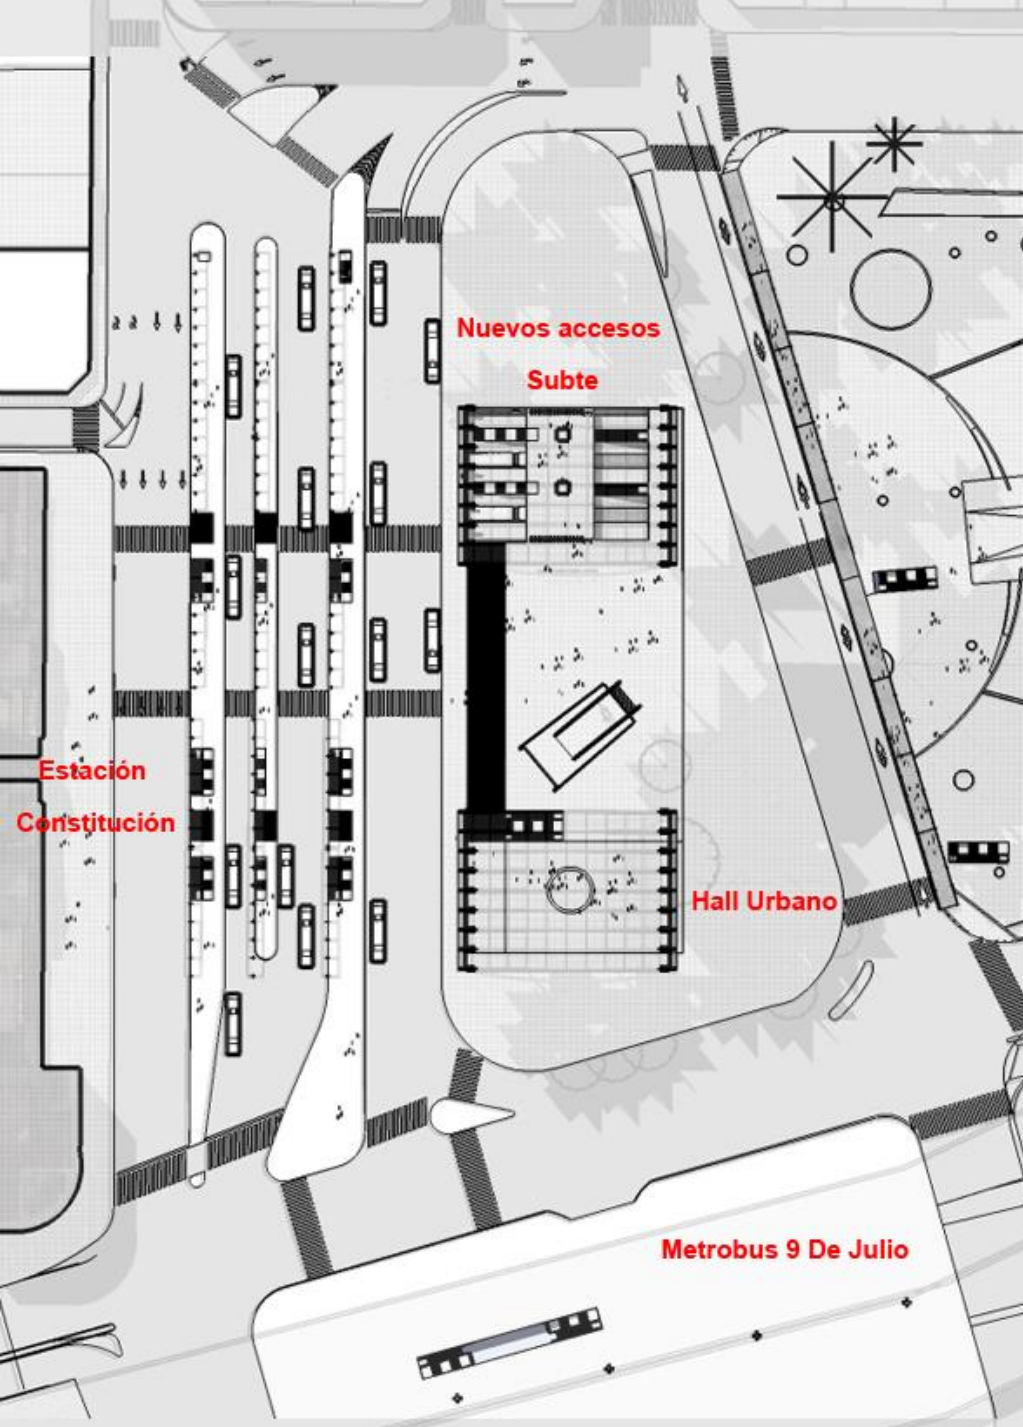 Nuevos accesos
Subte
Estación
Constitución
Hall Urbano
Metrobus 9 De Julio